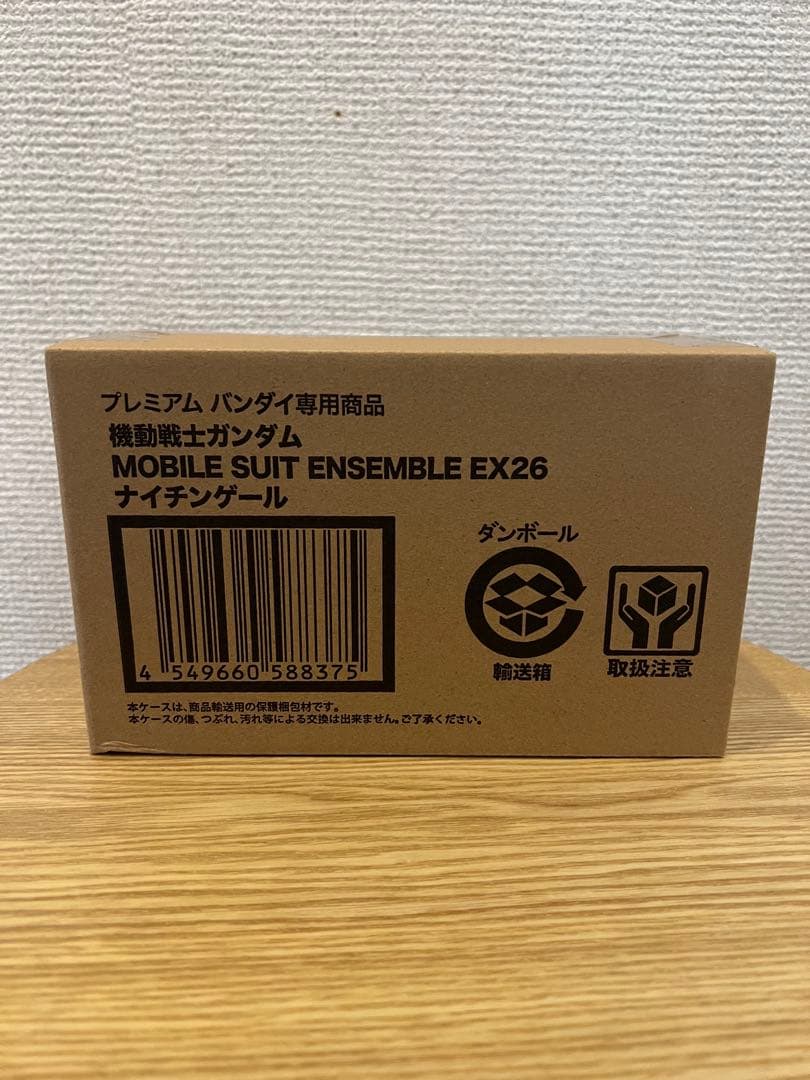 プレミアム バンダイ専用商品
機動戦士ガンダム
MOBILE SUIT ENSEMBLE EX26
ナイチンゲール
4 549660 588375
ダンボール
輸送箱
取扱注意
本ケースは、商品輸送用の保護梱包材です。
本ケースの傷、つぶれ、汚れ等による交換は出来ません。ご了承ください。